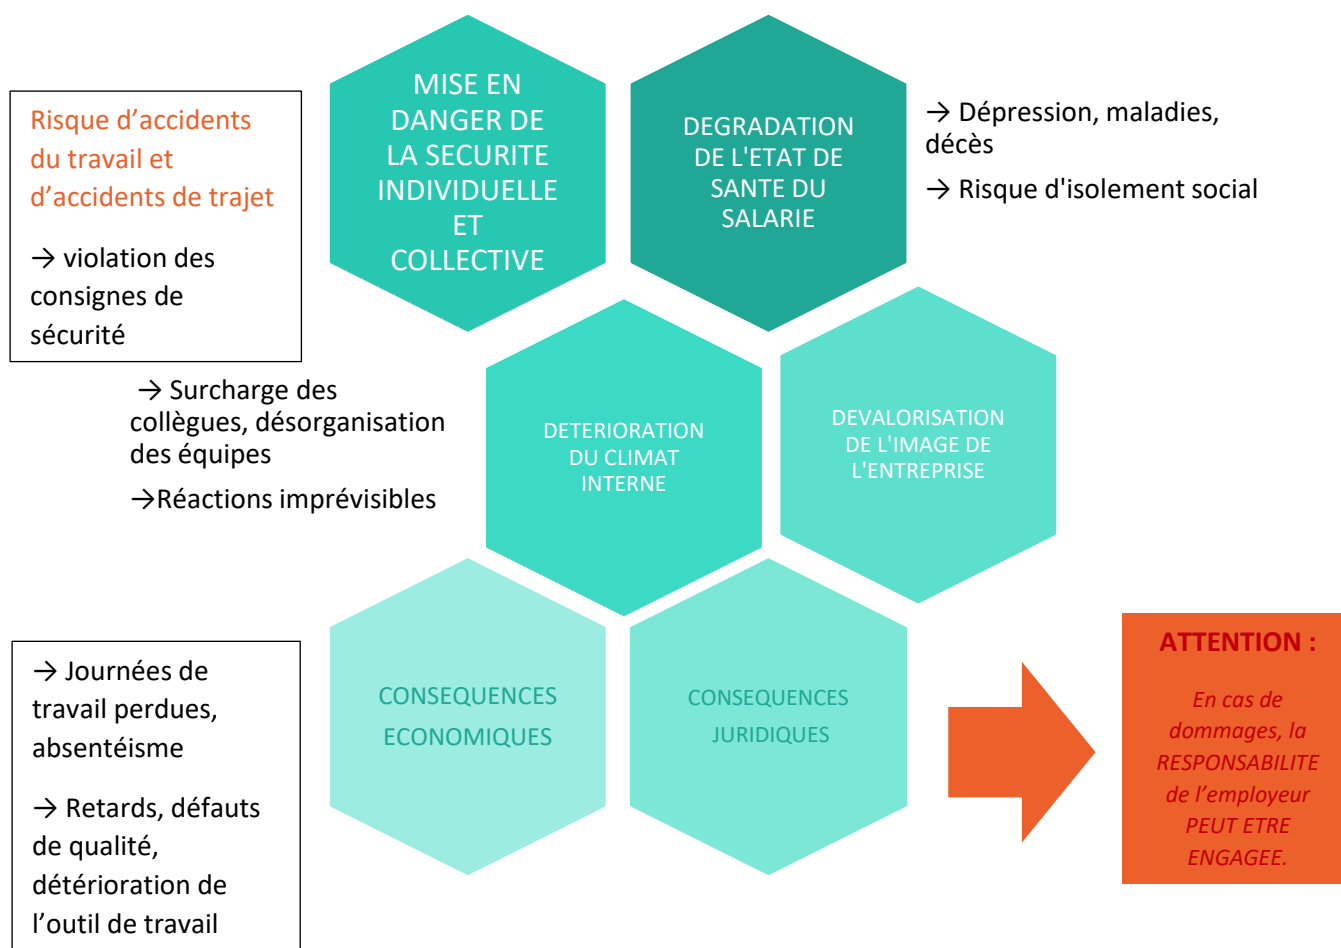 MISE EN
DANGER DE
LA SECURITE
INDIVIDUELLE
ET
COLLECTIVE
Risque d’accidents
du travail et
d’accidents de trajet
→ violation des
consignes de
sécurité
DEGRADATION
DE L'ETAT DE
SANTE DU
SALARIE
→ Dépression, maladies,
décès
→ Risque d'isolement social
→ Surcharge des
collègues, désorganisation
des équipes
→Réactions imprévisibles
DETERIORATION
DU CLIMAT
INTERNE
DEVALORISATION
DE L'IMAGE DE
L'ENTREPRISE
→ Journées de
travail perdues,
absentéisme
→ Retards, défauts
de qualité,
détérioration de
l’outil de travail
CONSEQUENCES
ECONOMIQUES
CONSEQUENCES
JURIDIQUES
ATTENTION :
En cas de
dommages, la
RESPONSABILITE
de l’employeur
PEUT ETRE
ENGAGEE.